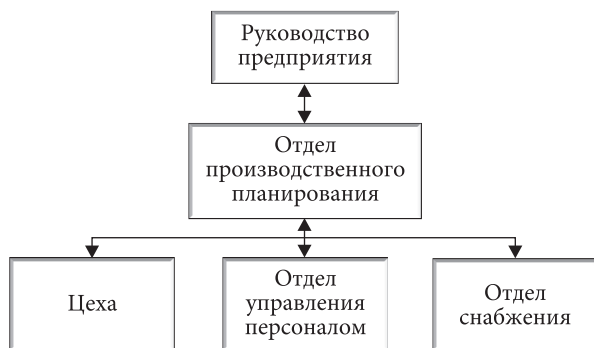 Руководство
предприятия
Отдел
производственного
планирования
Цеха
Отдел
управления
персоналом
Отдел
снабжения